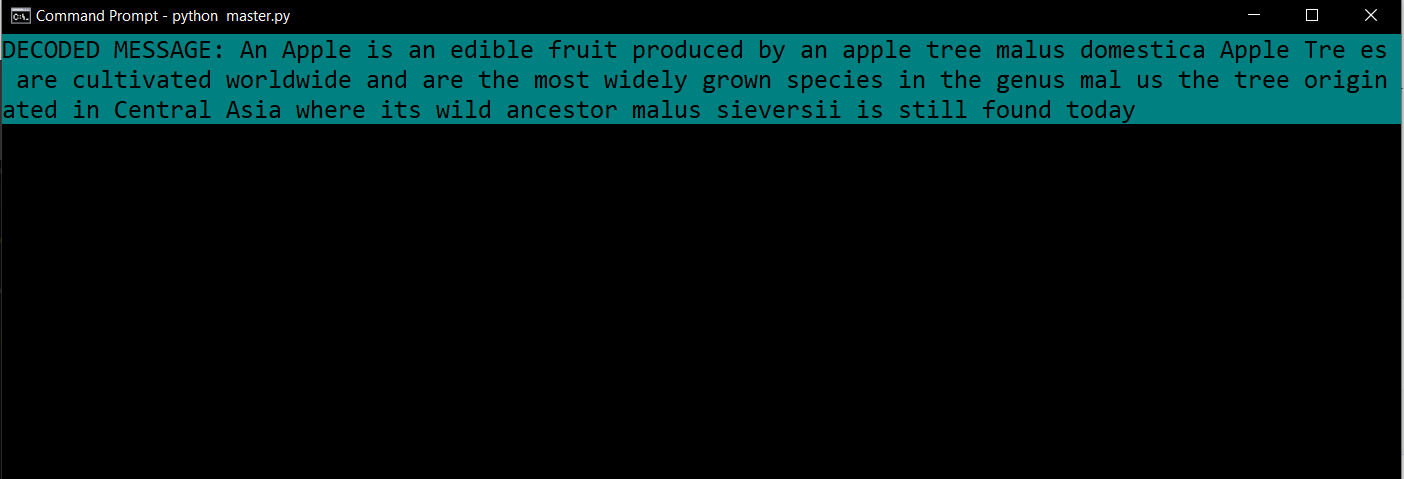 Command Prompt - python  master.py
DECODED MESSAGE: An Apple is an edible fruit produced by an apple tree malus domestica Apple Tre es
 are cultivated worldwide and are the most widely grown species in the genus mal us the tree origin
ated in Central Asia where its wild ancestor malus sieversii is still found today